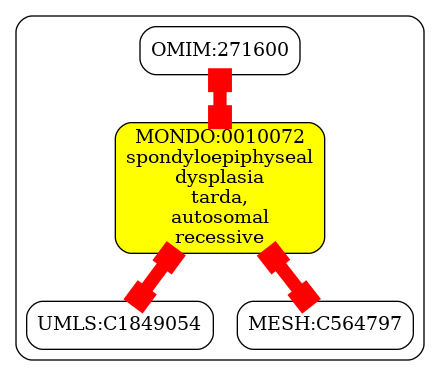 OMIM:271600
MONDO:0010072
spondyloepiphyseal
dysplasia
tarda,
autosomal
recessive
UMLS:C1849054
MESH:C564797